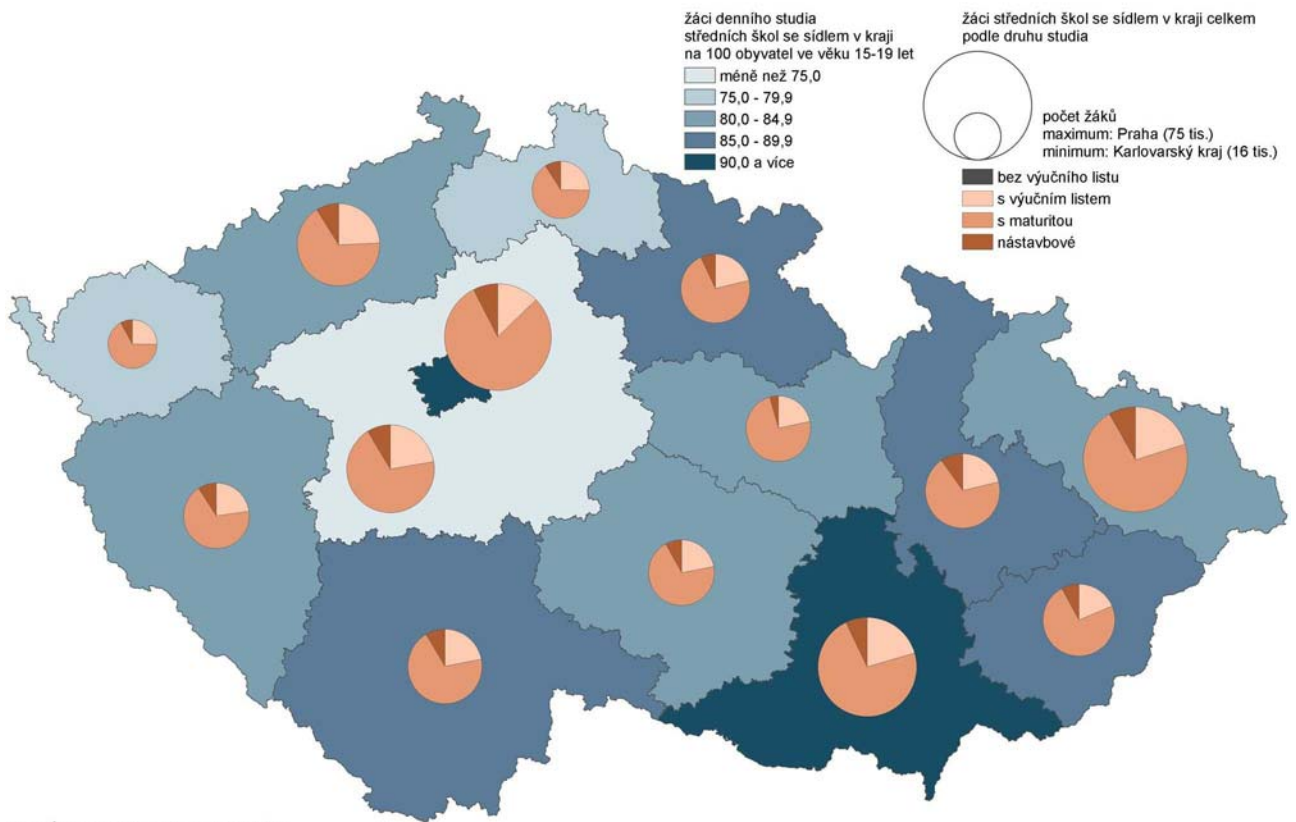 žáci denního studia
středních škol se sídlem v kraji
na 100 obyvatel ve věku 15-19 let
méně než 75,0
75,0 - 79,9
80,0 - 84,9
85,0 - 89,9
90,0 a více
žáci středních škol se sídlem v kraji celkem
podle druhu studia
počet žáků
maximum: Praha (75 tis.)
minimum: Karlovarský kraj (16 tis.)
bez výučního listu
s výučním listem
s maturitou
nástavbové